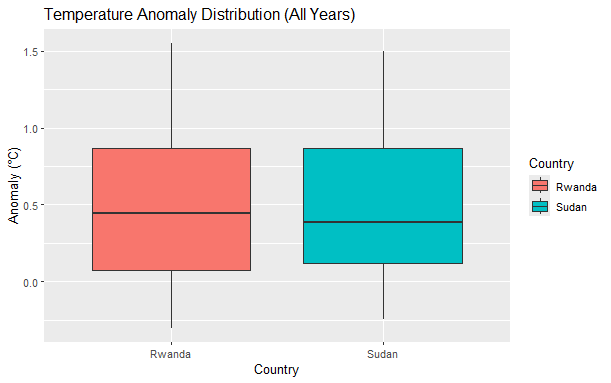 Temperature Anomaly Distribution (All Years)
1.5
1.0
0.5
0.0
Anomaly (°C)
Rwanda
Sudan
Country
Country
Rwanda
Sudan